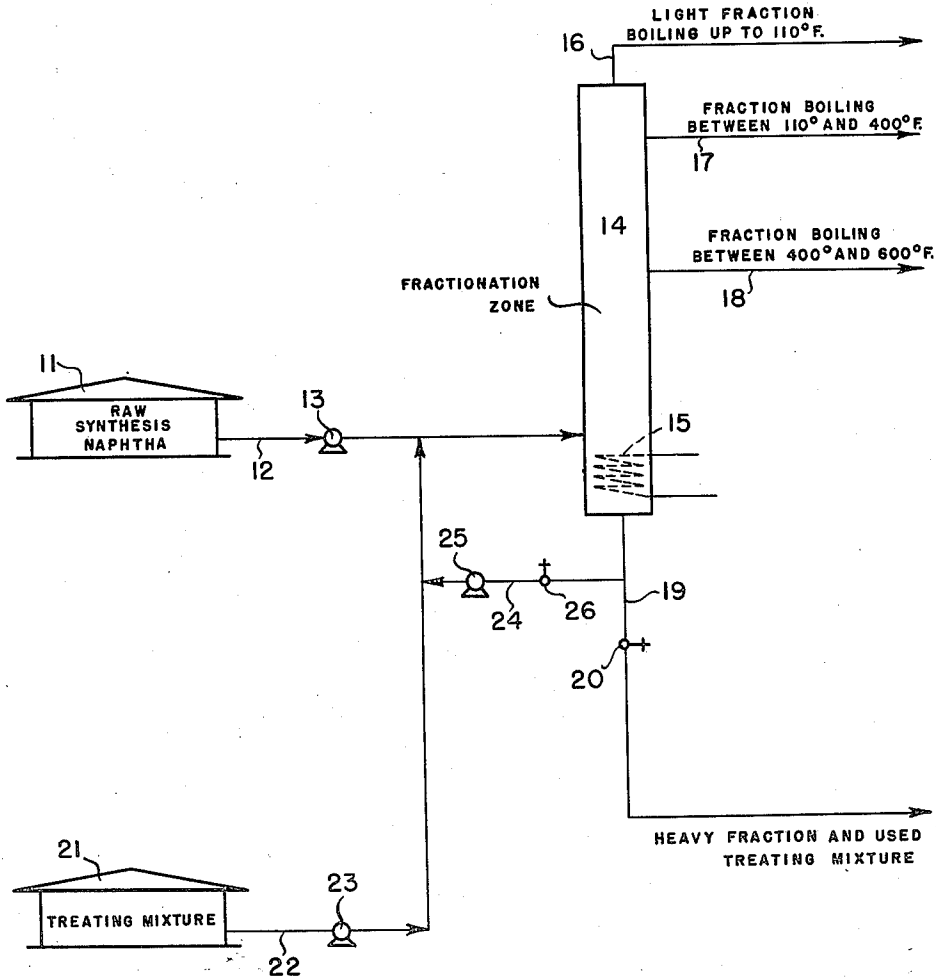 LIGHT FRACTION
BOILING UP TO 110°F.
16
FRACTION BOILING
BETWEEN 110° AND 400°F.
17
14
FRACTION BOILING
BETWEEN 400° AND 600°F.
18
FRACTIONATION
ZONE
11
RAW
SYNTHESIS
NAPHTHA
12
13
15
25
24
26
19
20
HEAVY FRACTION AND USED
TREATING MIXTURE
21
TREATING MIXTURE
22
23